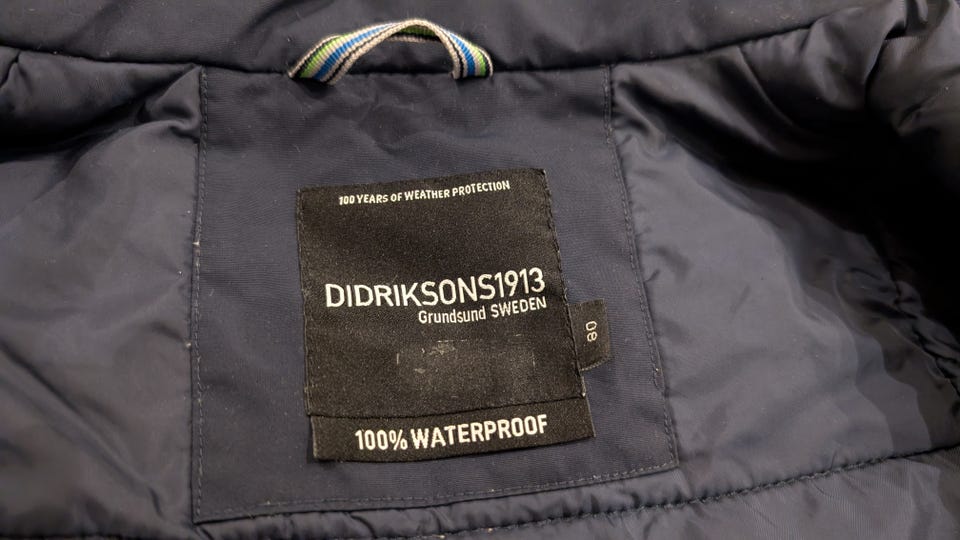 100 YEARS OF WEATHER PROTECTION
DIDRIKSONS1913
Grundsund SWEDEN
80
100% WATERPROOF